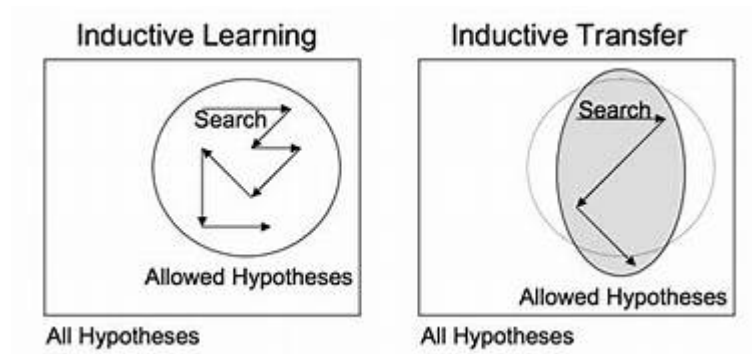 Inductive Learning
Search
Allowed Hypotheses
All Hypotheses
Inductive Transfer
Search
Allowed Hypotheses
All Hypotheses